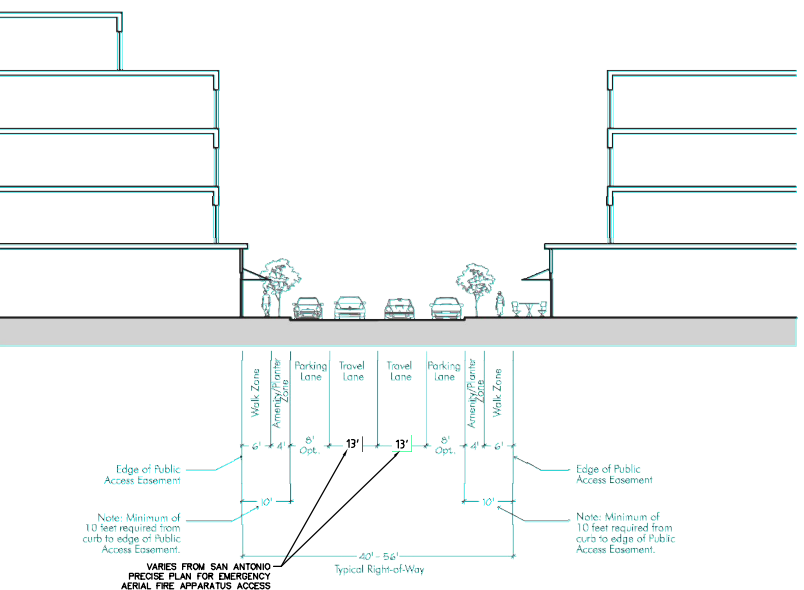 Walk Zone
Amenity/Planter
Zone
Parking
Lane
Travel
Lane
Travel
Lane
Parking
Lane
Amenity/Planter
Zone
Walk Zone
6'
4'
8'
Opt.
13'
13'
8'
Opt.
4'
6'
Edge of Public
Access Easement
Edge of Public
Access Easement
10'
10'
Note: Minimum of
10 feet required from
curb to edge of Public
Access Easement.
Note: Minimum of
10 feet required from
curb to edge of Public
Access Easement.
40' - 56'
Typical Right-of-Way
VARIES FROM SAN ANTONIO
PRECISE PLAN FOR EMERGENCY
AERIAL FIRE APPARATUS ACCESS